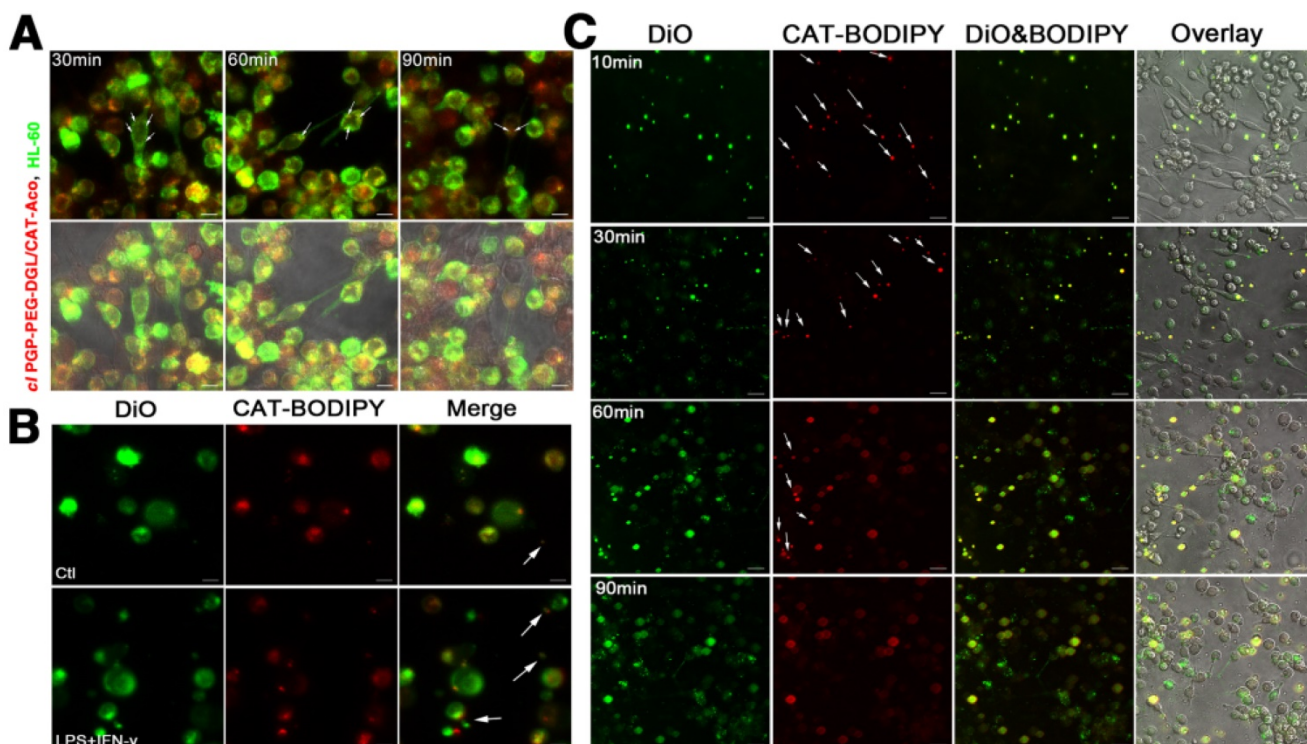 A
30min
60min
90min
cl PGP-PEG-DGL/CAT-Aco, HL-60
B
DiO
CAT-BODIPY
Merge
Ctl
LPS+IFN-γ
C
DiO
CAT-BODIPY
DiO&BODIPY
Overlay
10min
30min
60min
90min